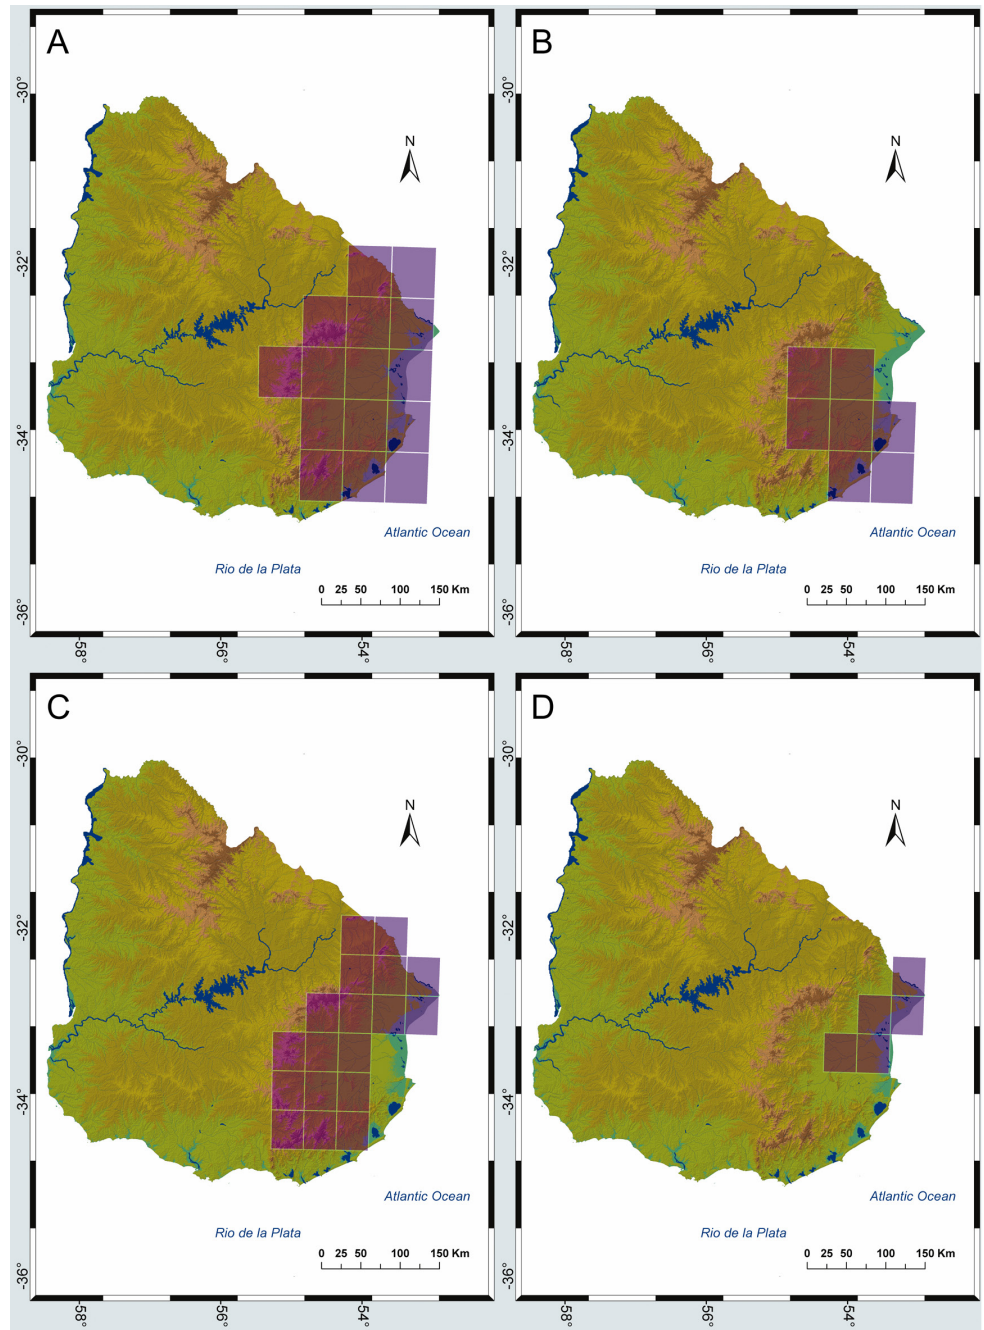 A
B
-30°
-30°
N
N
-32°
-32°
-34°
-34°
Atlantic Ocean
Atlantic Ocean
Rio de la Plata
Rio de la Plata
0 25 50 100 150 Km
0 25 50 100 150 Km
-36°
-36°
-58° -56° -54°
-58° -56° -54°
C
D
-30°
-30°
N
N
-32°
-32°
-34°
-34°
Atlantic Ocean
Atlantic Ocean
Rio de la Plata
Rio de la Plata
0 25 50 100 150 Km
0 25 50 100 150 Km
-36°
-36°
-58° -56° -54°
-58° -56° -54°